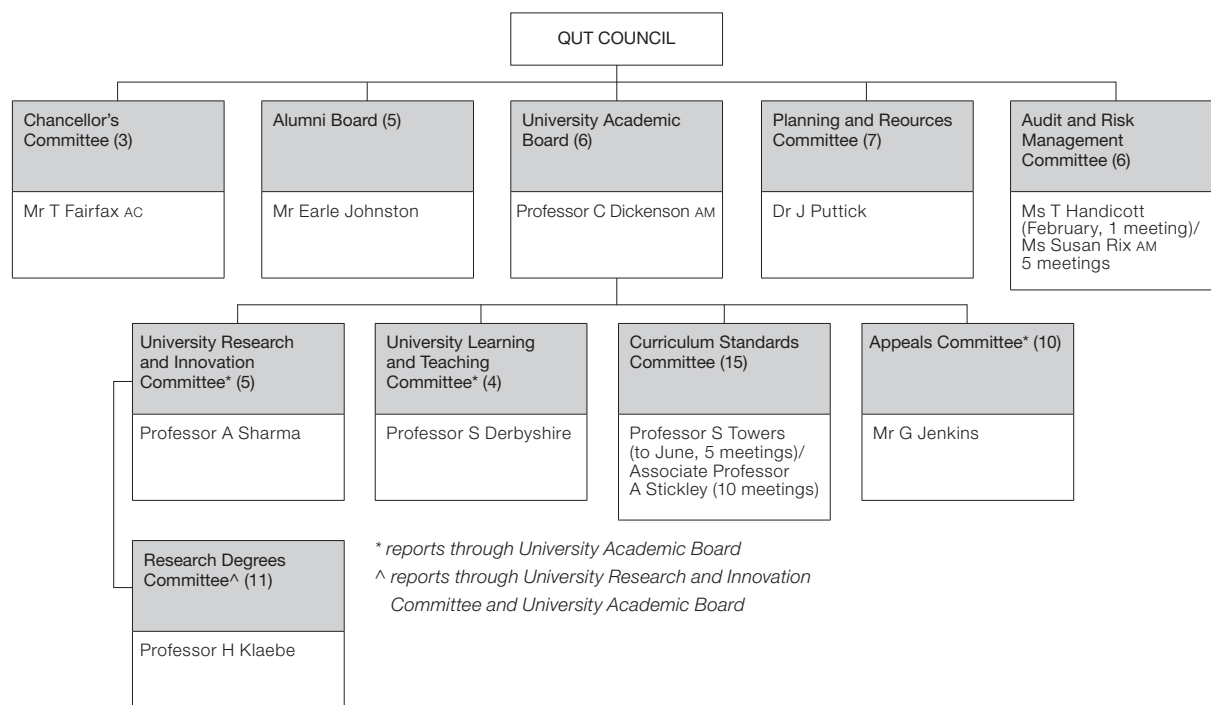 QUT COUNCIL
Chancellor's
Committee (3)
Mr T Fairfax AC
Alumni Board (5)
Mr Earle Johnston
University Academic
Board (6)
Professor C Dickenson AM
Planning and Reources
Committee (7)
Dr J Puttick
Audit and Risk
Management
Committee (6)
Ms T Handicott
(February, 1 meeting)/
Ms Susan Rix AM
5 meetings
University Research
and Innovation
Committee* (5)
Professor A Sharma
University Learning
and Teaching
Committee* (4)
Professor S Derbyshire
Curriculum Standards
Committee (15)
Professor S Towers
(to June, 5 meetings)/
Associate Professor
A Stickley (10 meetings)
Appeals Committee* (10)
Mr G Jenkins
Research Degrees
Committee^ (11)
Professor H Klaebe
* reports through University Academic Board
^ reports through University Research and Innovation
Committee and University Academic Board